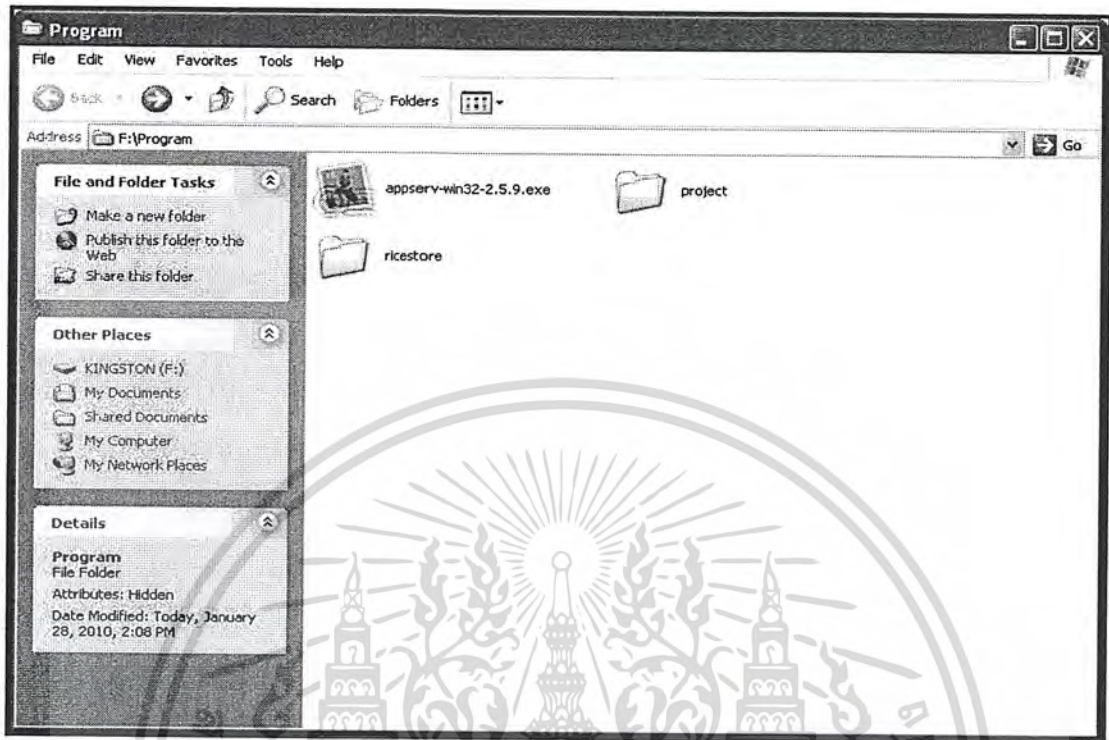 Program
File Edit View Favorites Tools Help
Back Search Folders
Address F:\Program Go
File and Folder Tasks
Make a new folder
Publish this folder to the
Web
Share this folder
Other Places
KINGSTON (F:)
My Documents
Shared Documents
My Computer
My Network Places
Details
Program
File Folder
Attributes: Hidden
Date Modified: Today, January
28, 2010, 2:08 PM
appserv-win32-2.5.9.exe
project
ricestore